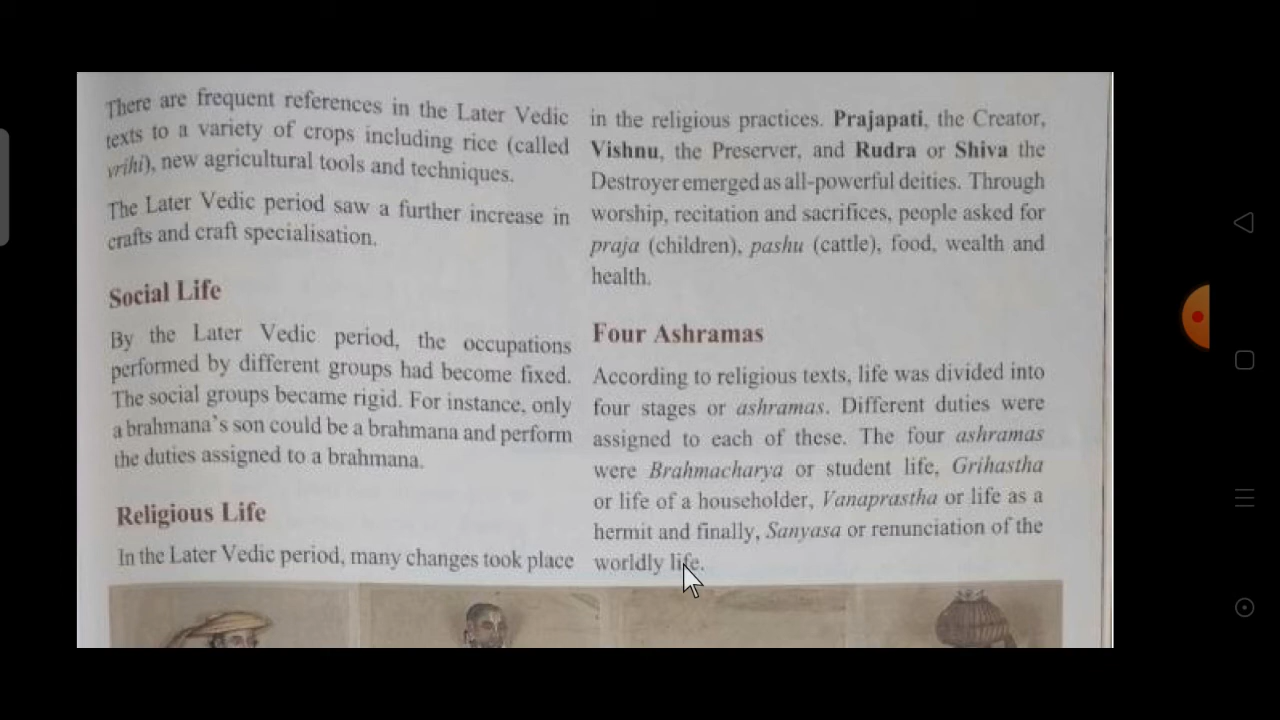 There are frequent references in the Later Vedic
texts to a variety of crops including rice (called
vrihi), new agricultural tools and techniques.
The Later Vedic period saw a further increase in
crafts and craft specialisation.
Social Life
By the Later Vedic period, the occupations
performed by different groups had become fixed.
The social groups became rigid. For instance, only
a brahmana's son could be a brahmana and perform
the duties assigned to a brahmana.
Religious Life
In the Later Vedic period, many changes took place
in the religious practices. Prajapati, the Creator,
Vishnu, the Preserver, and Rudra or Shiva the
Destroyer emerged as all-powerful deities. Through
worship, recitation and sacrifices, people asked for
praja (children), pashu (cattle), food, wealth and
health.
Four Ashramas
According to religious texts, life was divided into
four stages or ashramas. Different duties were
assigned to each of these. The four ashramas
were Brahmacharya or student life, Grihastha
or life of a householder, Vanaprastha or life as a
hermit and finally, Sanyasa or renunciation of the
worldly life.